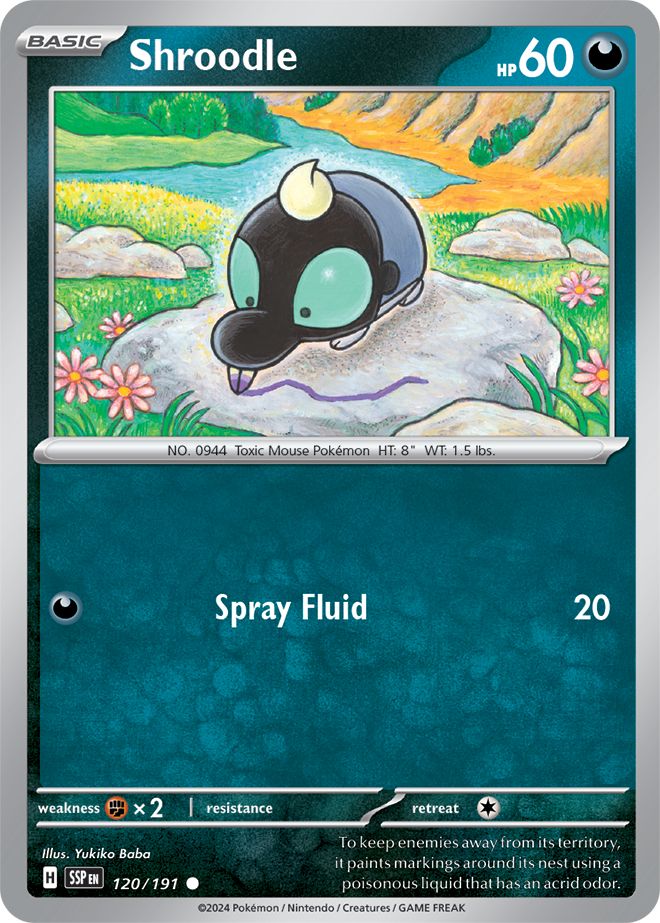 BASIC Shroodle HP 60
NO. 0944 Toxic Mouse Pokémon HT: 8" WT: 1.5 lbs.
Spray Fluid 20
weakness × 2 resistance retreat
Illus. Yukiko Baba
To keep enemies away from its territory,
it paints markings around its nest using a
poisonous liquid that has an acrid odor.
H SSP EN 120/191
©2024 Pokémon / Nintendo / Creatures / GAME FREAK